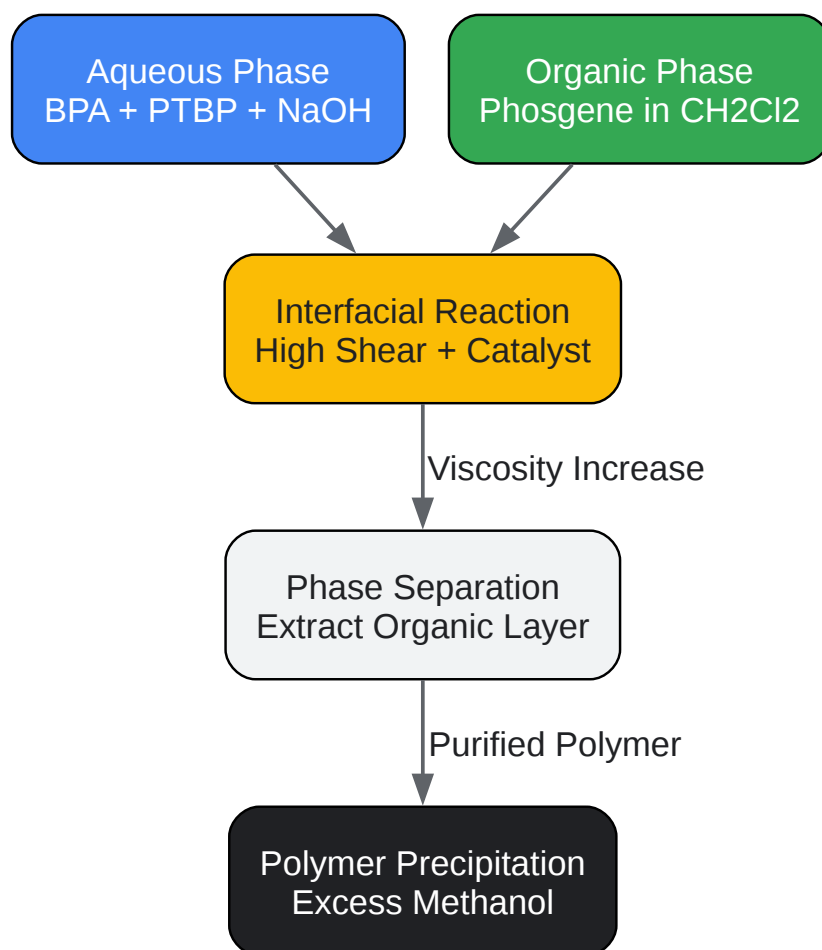 Aqueous Phase
BPA + PTBP + NaOH
Organic Phase
Phosgene in CH2Cl2
Interfacial Reaction
High Shear + Catalyst
Viscosity Increase
Phase Separation
Extract Organic Layer
Purified Polymer
Polymer Precipitation
Excess Methanol